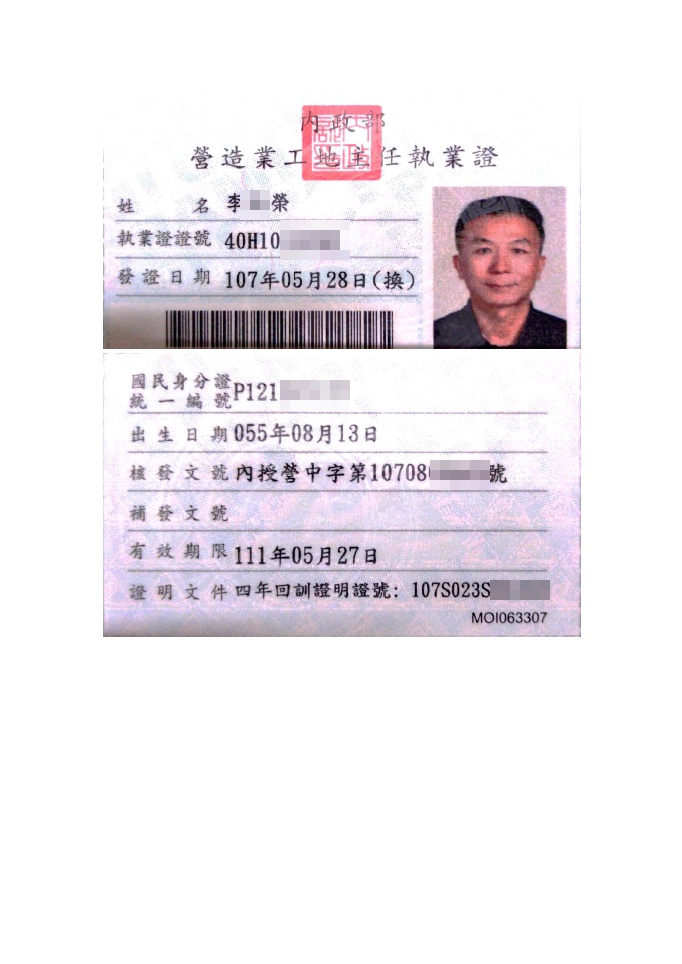 內政部
營造業工地主任執業證
姓名 李 榮
執業證證號 40H10
發證日期 107年05月28日(換)
國民身分證
統一編號 P121
出生日期 055年08月13日
核發文號 內授營中字第10708 號
補發文號
有效期限 111年05月27日
證明文件 四年回訓證明證號: 107S023S
MOI063307